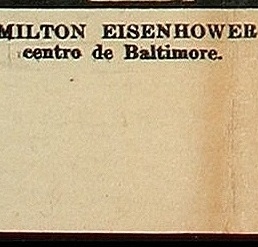 MILTON EISENHOWER
centro de Baltimore.